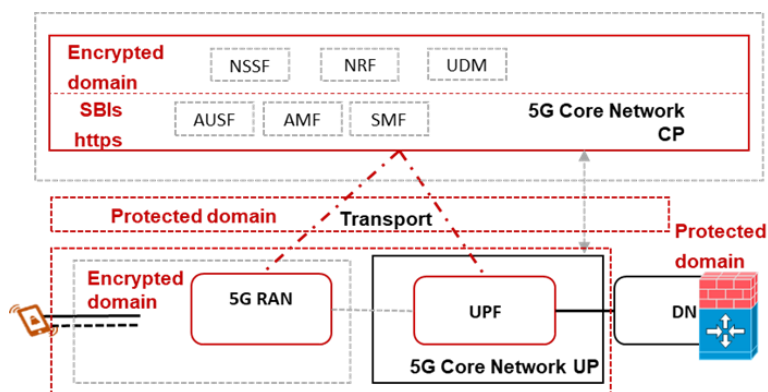 Encrypted
domain
NSSF
NRF
UDM
SBIs
https
AUSF
AMF
SMF
5G Core Network
CP
Protected domain
Transport
Protected
domain
Encrypted
domain
5G RAN
UPF
DN
5G Core Network UP